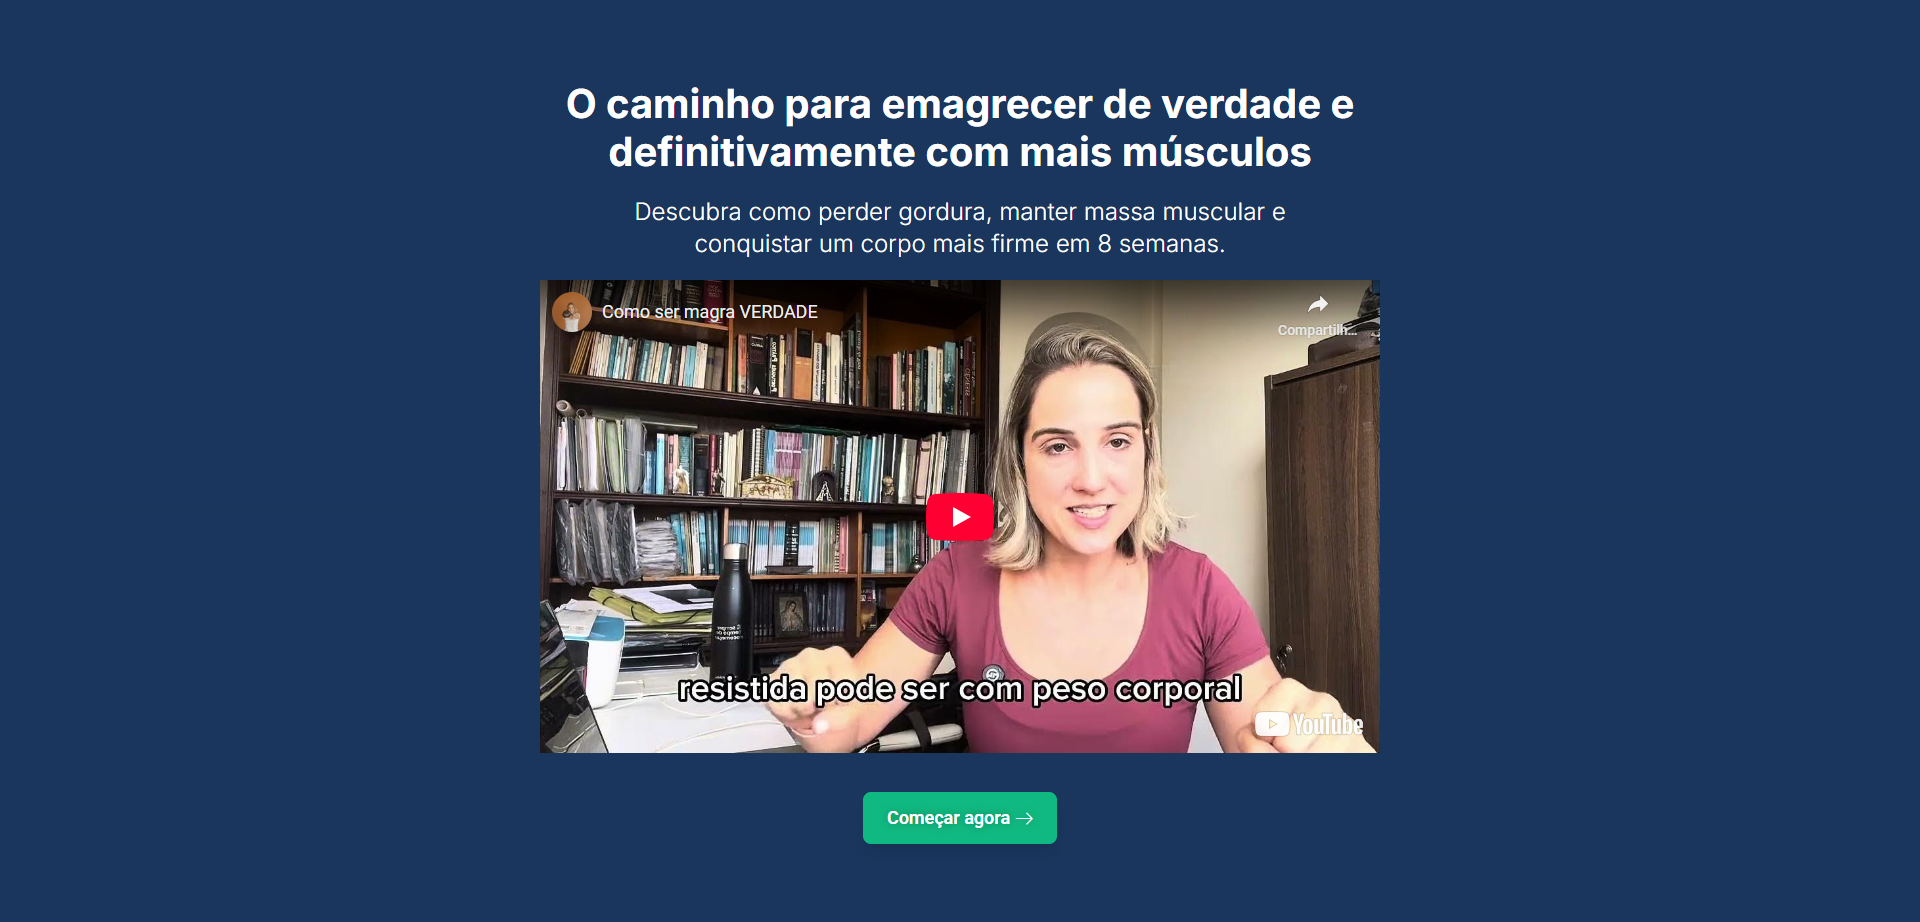 O caminho para emagrecer de verdade e
definitivamente com mais músculos
Descubra como perder gordura, manter massa muscular e
conquistar um corpo mais firme em 8 semanas.
Como ser magra VERDADE
Compartilh...
resistida pode ser com peso corporal
YouTube
Começar agora →